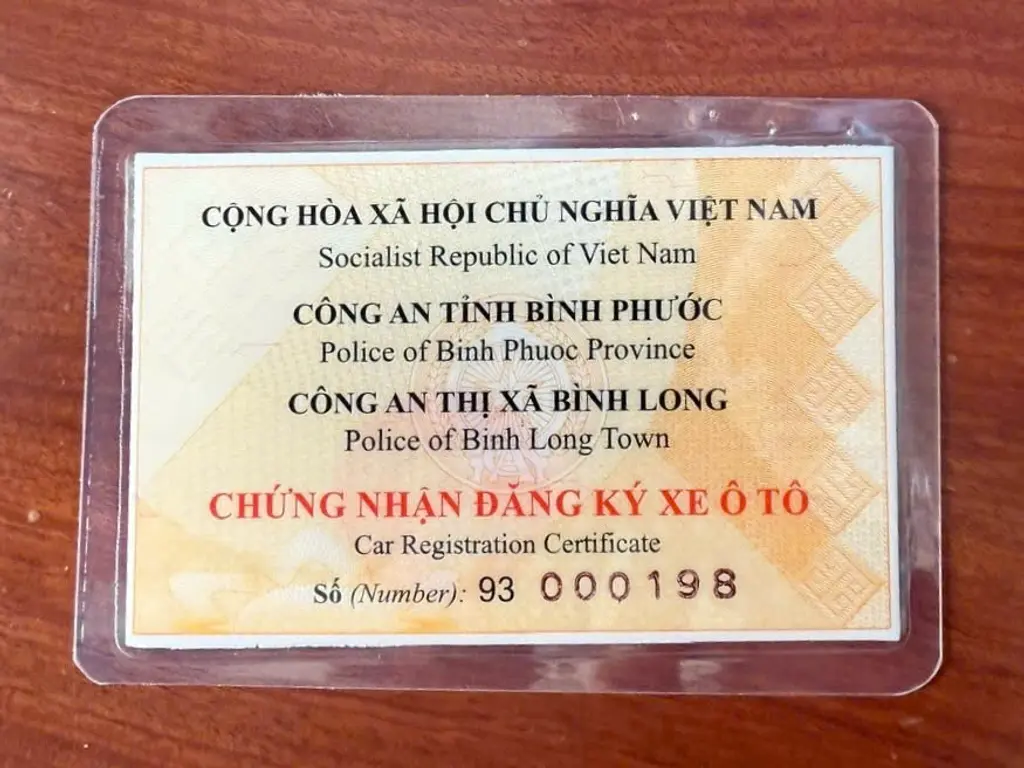 CỘNG HÒA XÃ HỘI CHỦ NGHĨA VIỆT NAM
Socialist Republic of Viet Nam
CÔNG AN TỈNH BÌNH PHƯỚC
Police of Binh Phuoc Province
CÔNG AN THỊ XÃ BÌNH LONG
Police of Binh Long Town
CHỨNG NHẬN ĐĂNG KÝ XE Ô TÔ
Car Registration Certificate
Số (Number): 93 000198